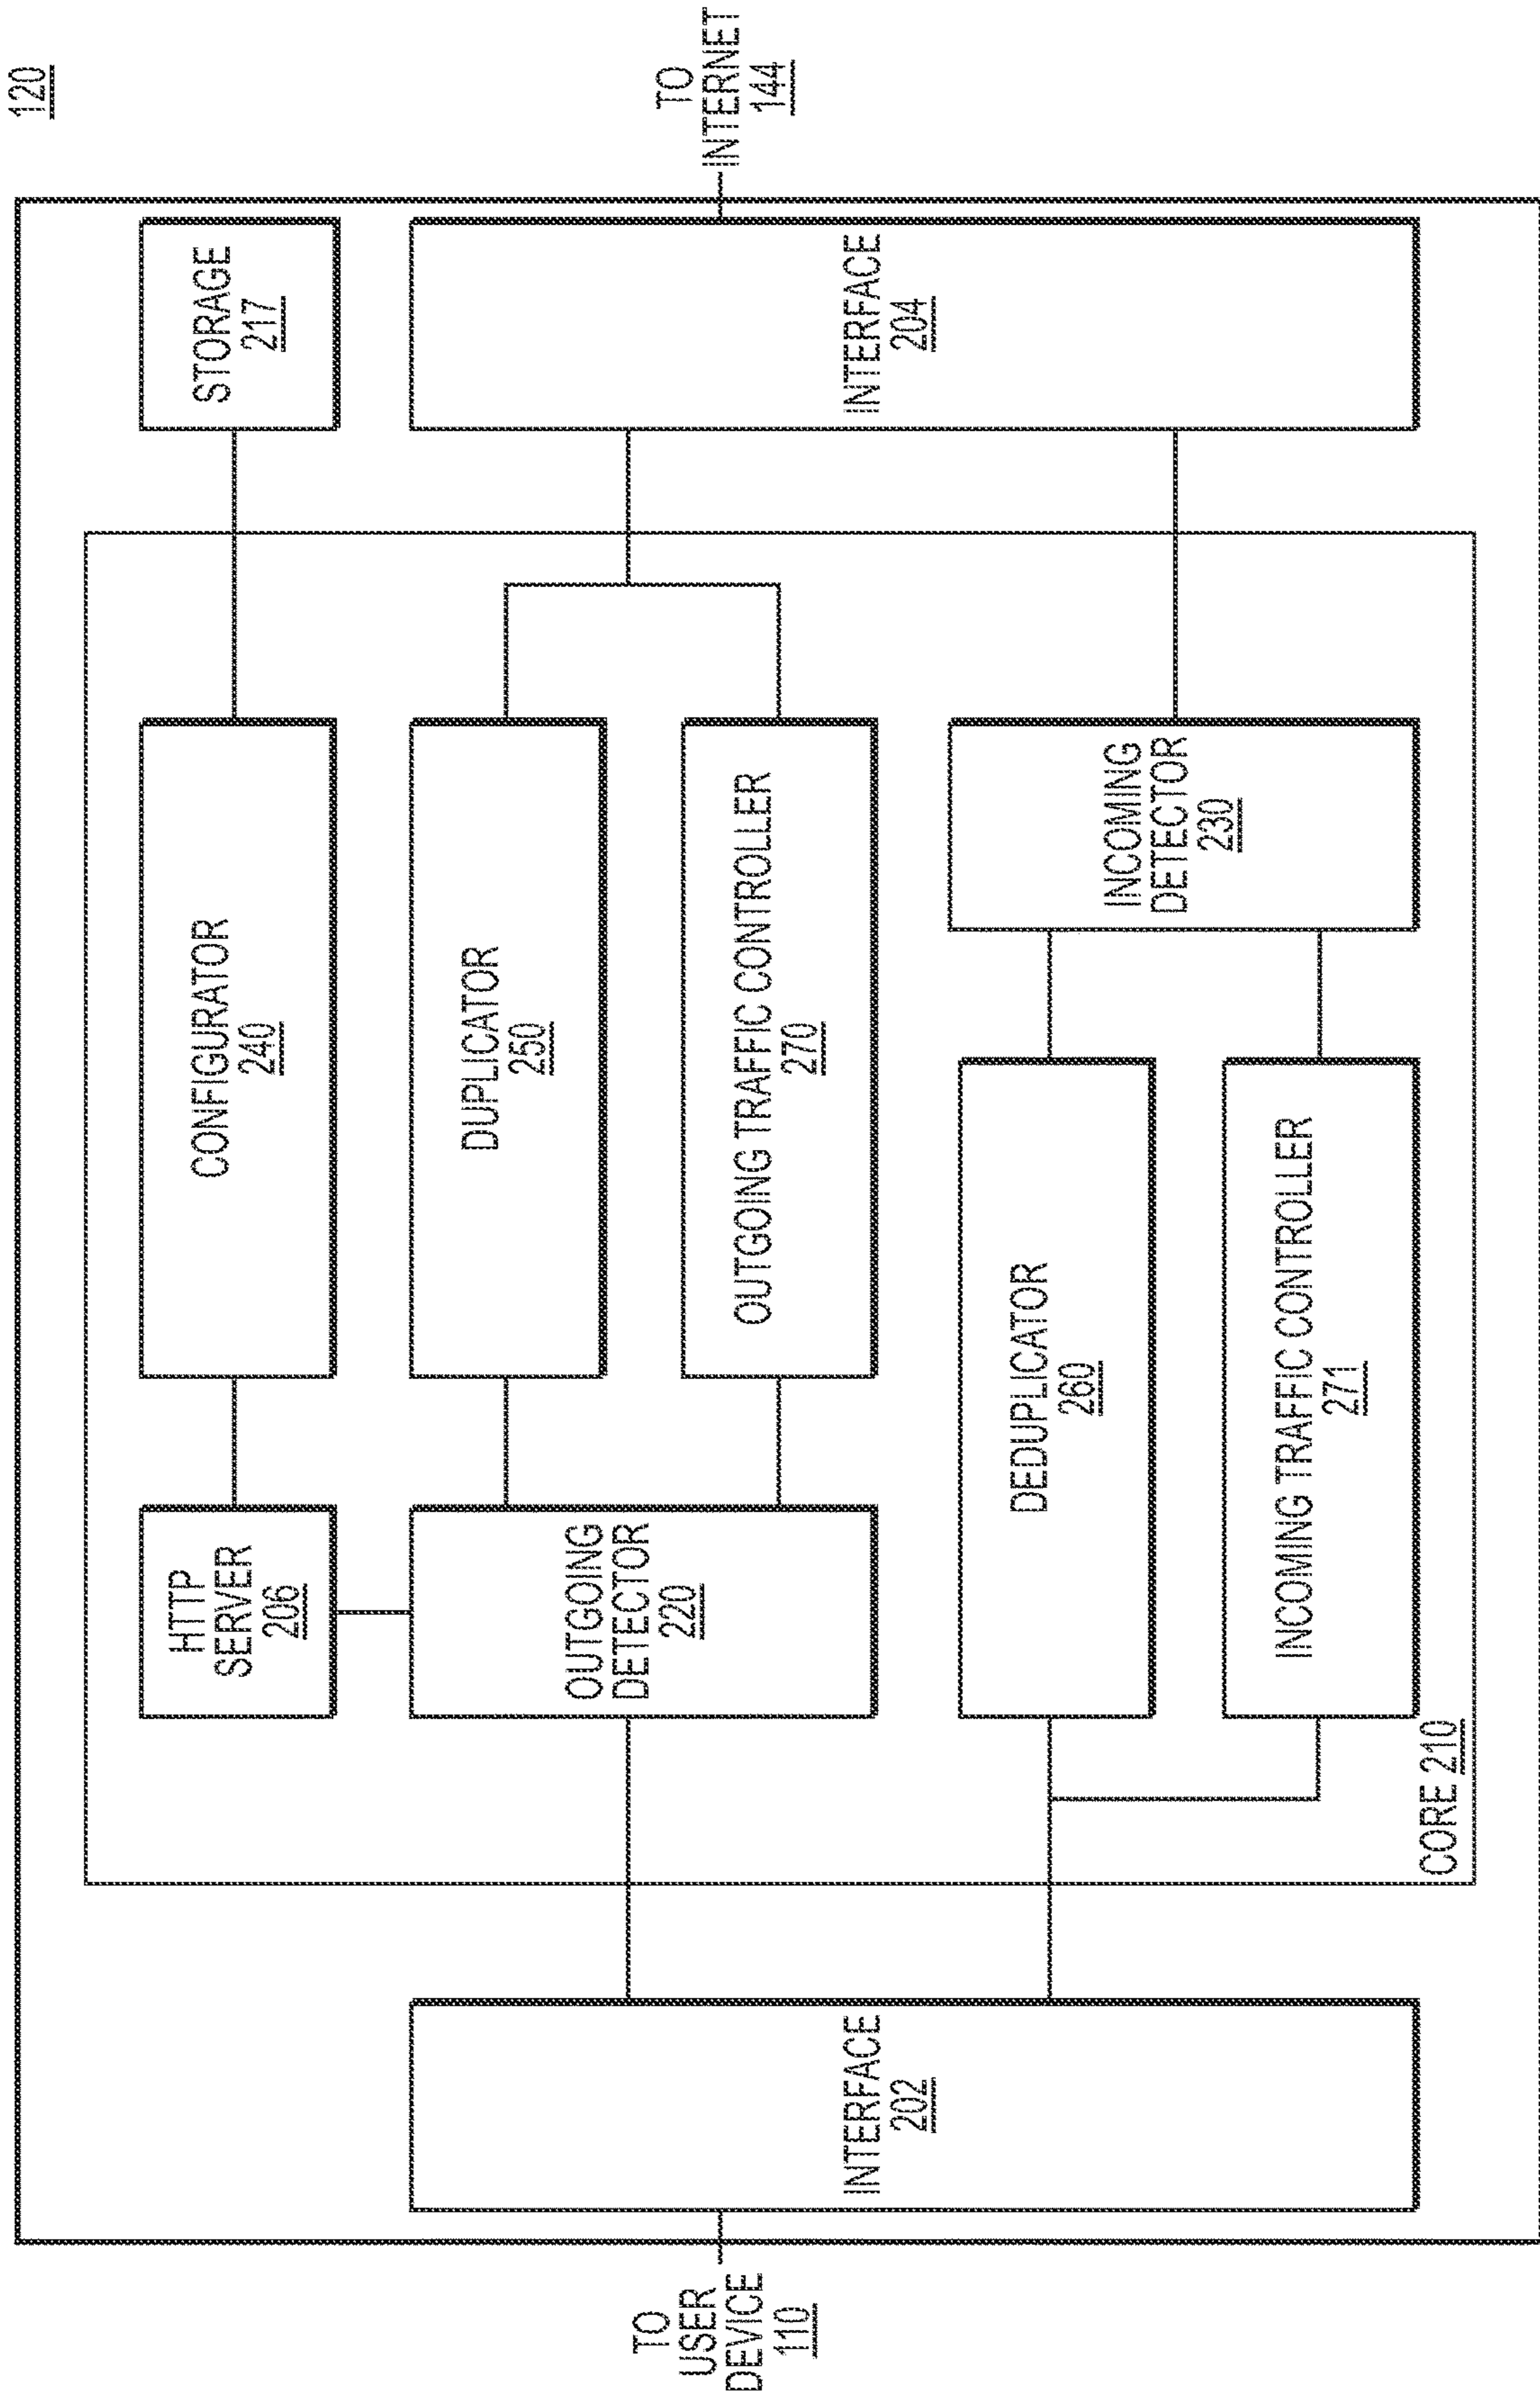 120
TO
USER
DEVICE
110
INTERFACE
202
HTTP
SERVER
206
CONFIGURATOR
240
STORAGE
217
OUTGOING
DETECTOR
220
DUPLICATOR
250
OUTGOING TRAFFIC CONTROLLER
270
DEDUPLICATOR
260
INCOMING TRAFFIC CONTROLLER
271
INCOMING
DETECTOR
230
CORE 210
INTERFACE
204
TO
INTERNET
144